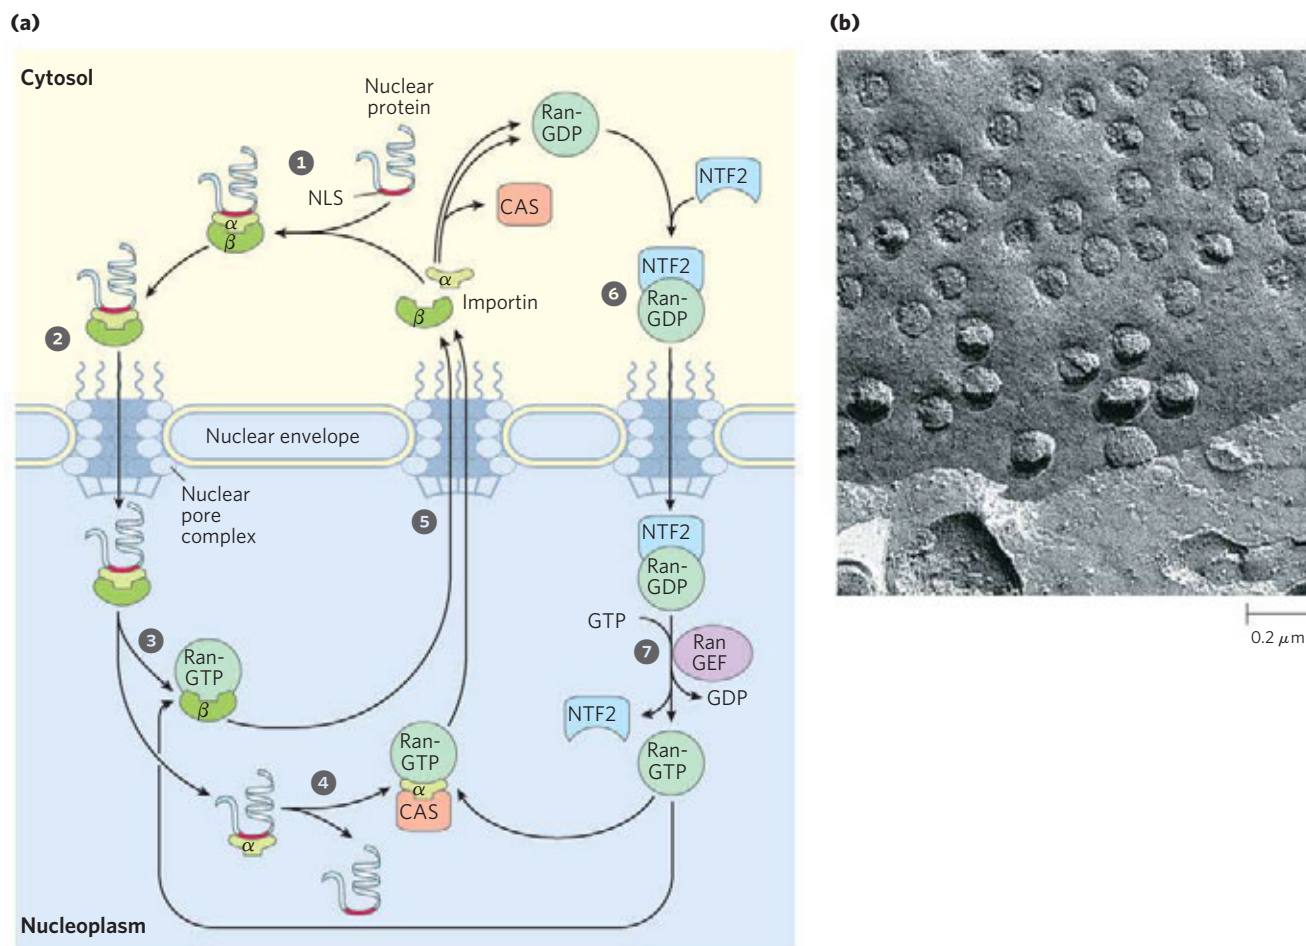 (a)
(b)
Cytosol
Nuclear
protein
Ran-
GDP
1
NLS
NTF2
CAS
α
β
NTF2
Ran-
GDP
6
α
β
Importin
2
Nuclear envelope
Nuclear
pore
complex
5
NTF2
Ran-
GDP
GTP
7
Ran
GEF
GDP
3
Ran-
GTP
β
NTF2
Ran-
GTP
Ran-
GTP
α
CAS
4
α
Nucleoplasm
0.2 μm